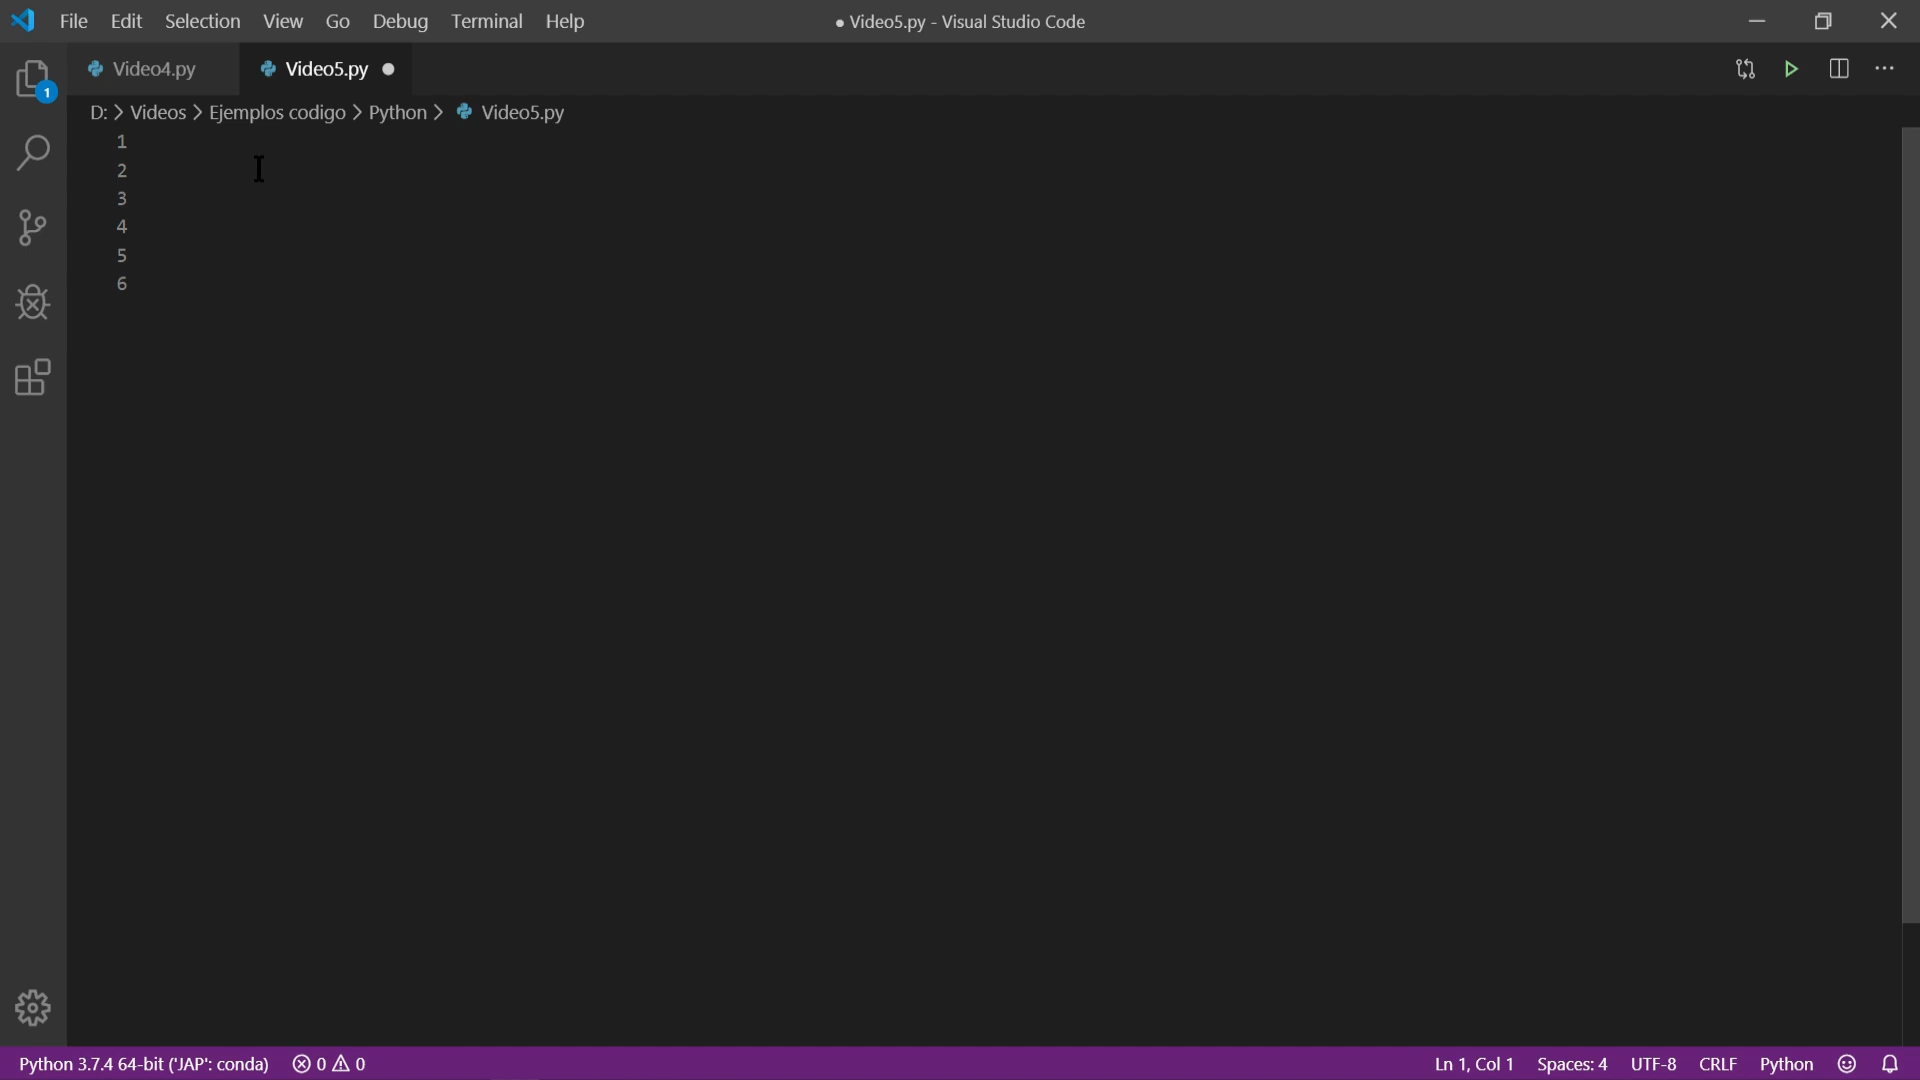 File Edit Selection View Go Debug Terminal Help ● Video5.py - Visual Studio Code
1 Video4.py Video5.py
D: > Videos > Ejemplos codigo > Python > Video5.py
1
2
3
4
5
6
Python 3.7.4 64-bit ('JAP': conda) 0 0 Ln 1, Col 1 Spaces: 4 UTF-8 CRLF Python